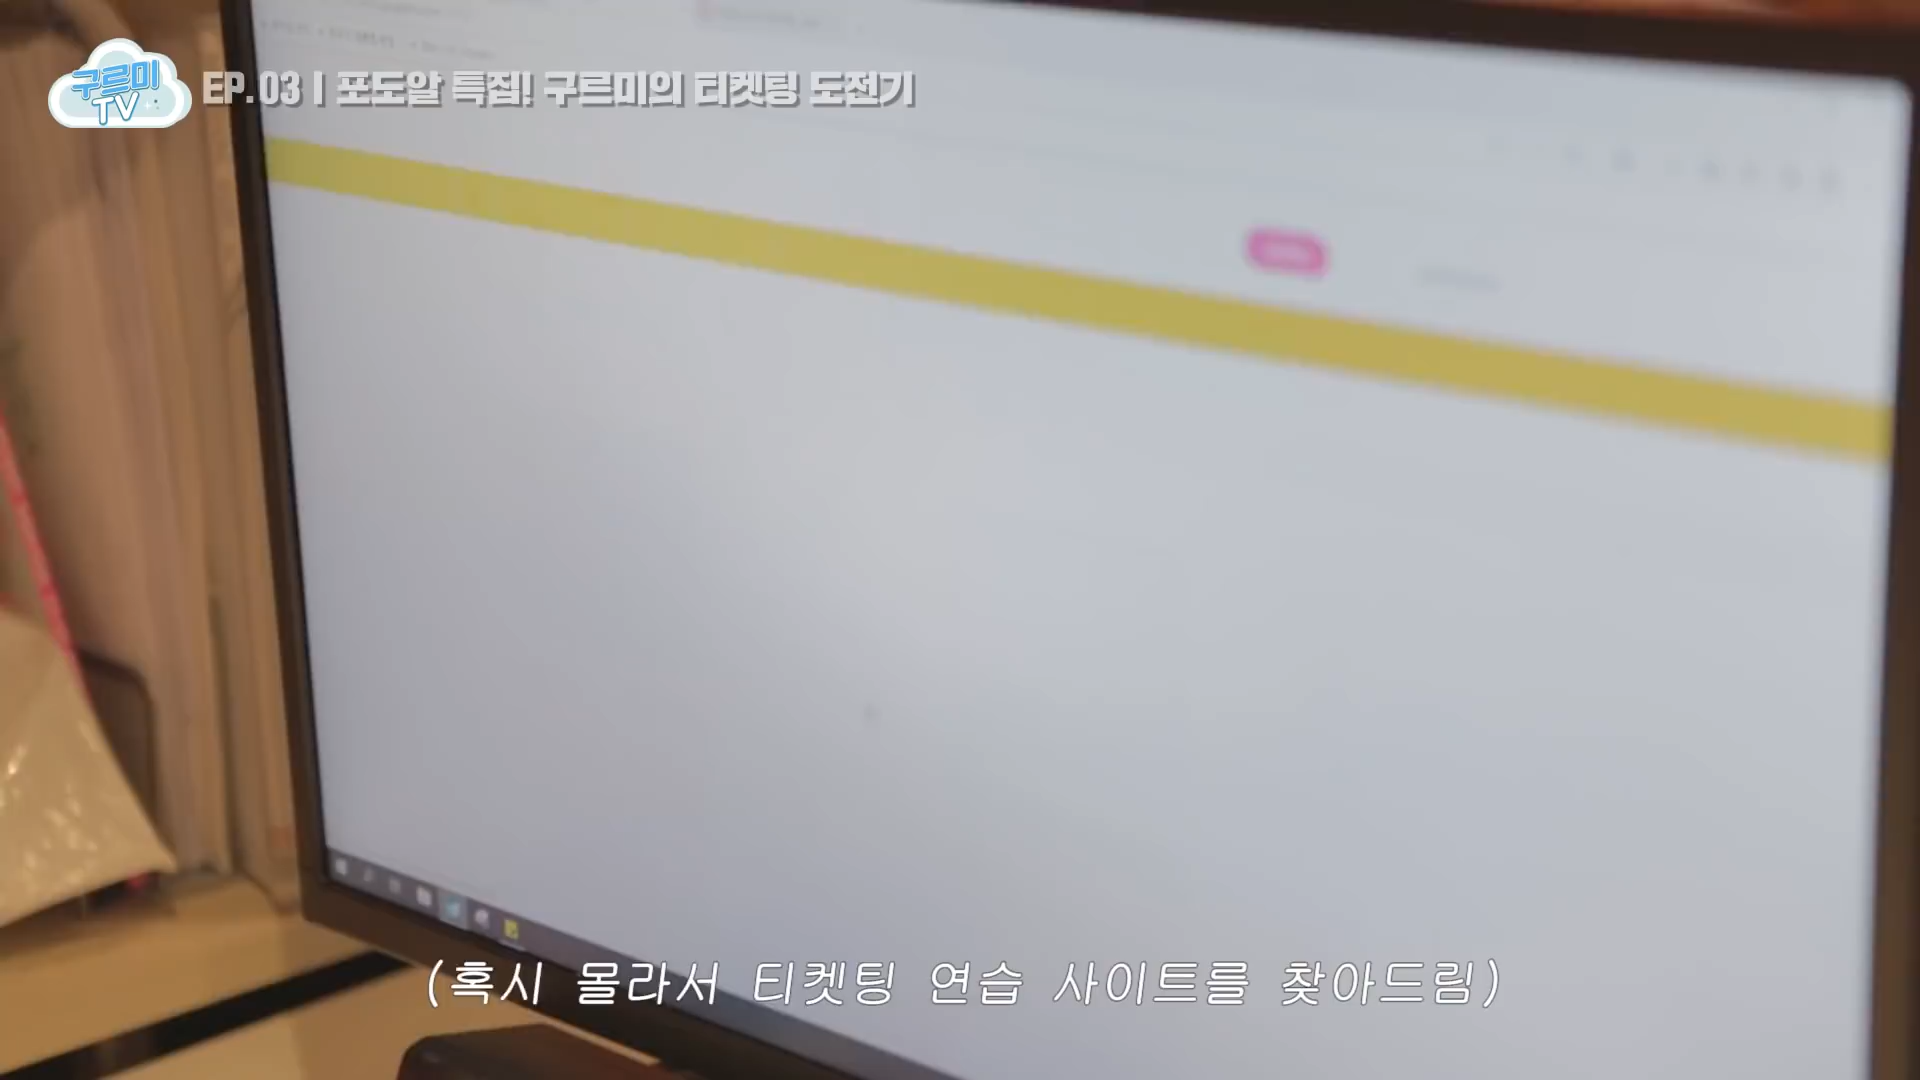 구르미
TV
EP.03 | 포도알 특집! 구르미의 티켓팅 도전기
(혹시 몰라서 티켓팅 연습 사이트를 찾아드림)